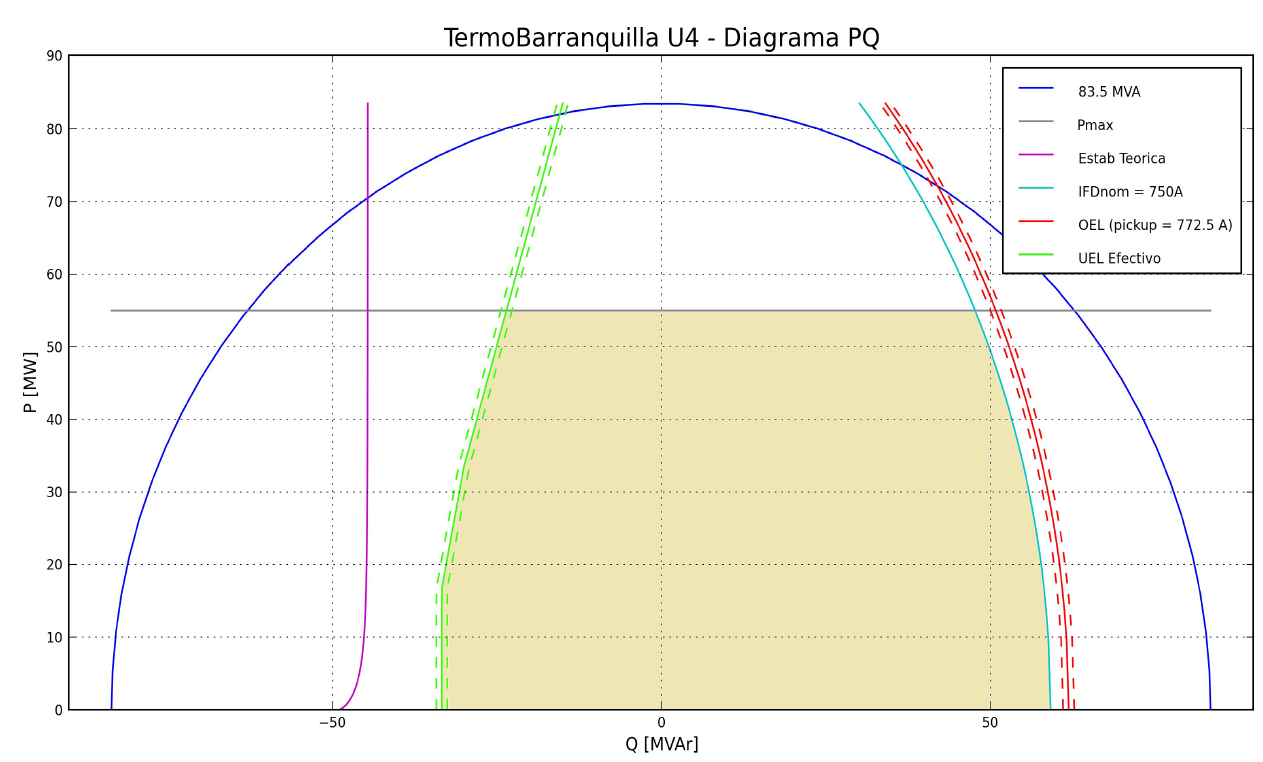 TermoBarranquilla U4 - Diagrama PQ
90
80
70
60
50
40
30
20
10
0
P [MW]
83.5 MVA
Pmax
Estab Teorica
IFDnom = 750A
OEL (pickup = 772.5 A)
UEL Efectivo
−50
0
50
Q [MVAr]